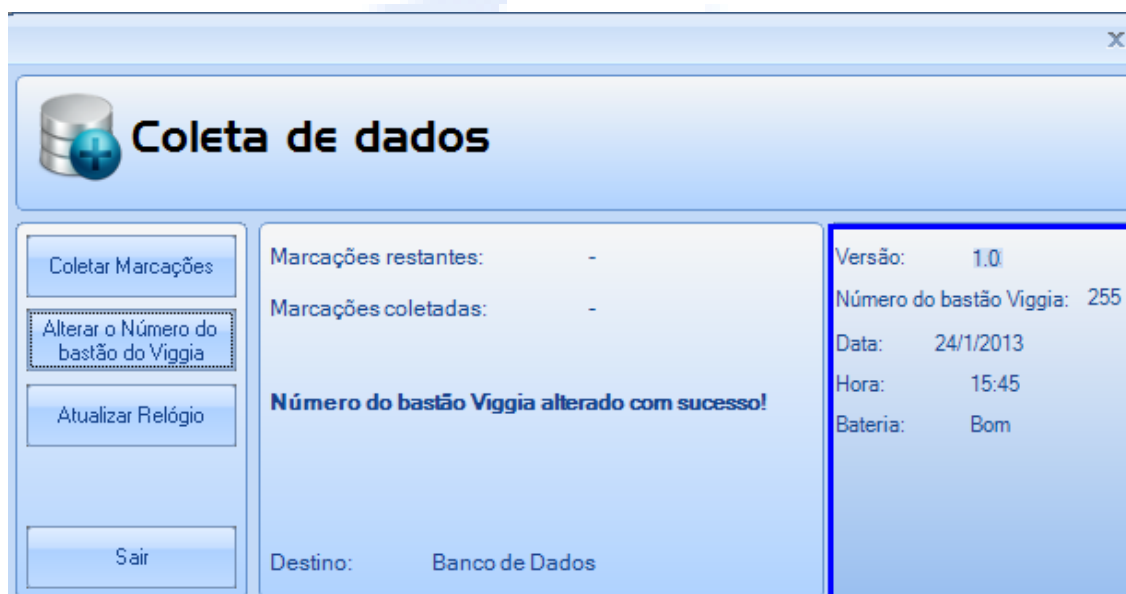 x
Coleta de dados
Coletar Marcações
Alterar o Número do
bastão do Viggia
Atualizar Relógio
Sair
Marcações restantes: -
Marcações coletadas: -
Número do bastão Viggia alterado com sucesso!
Destino: Banco de Dados
Versão: 1.0
Número do bastão Viggia: 255
Data: 24/1/2013
Hora: 15:45
Bateria: Bom